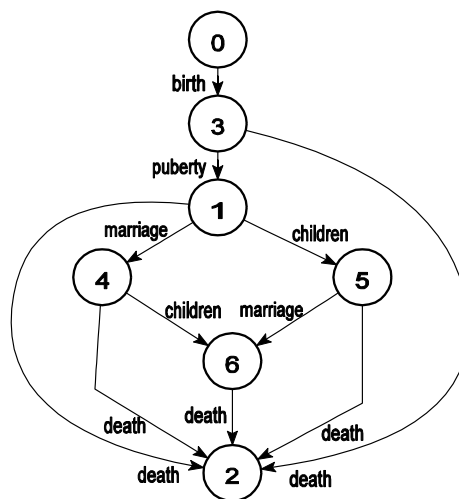 0
birth
3
puberty
1
marriage
children
4
5
children
marriage
6
death
death
death
2
death
death